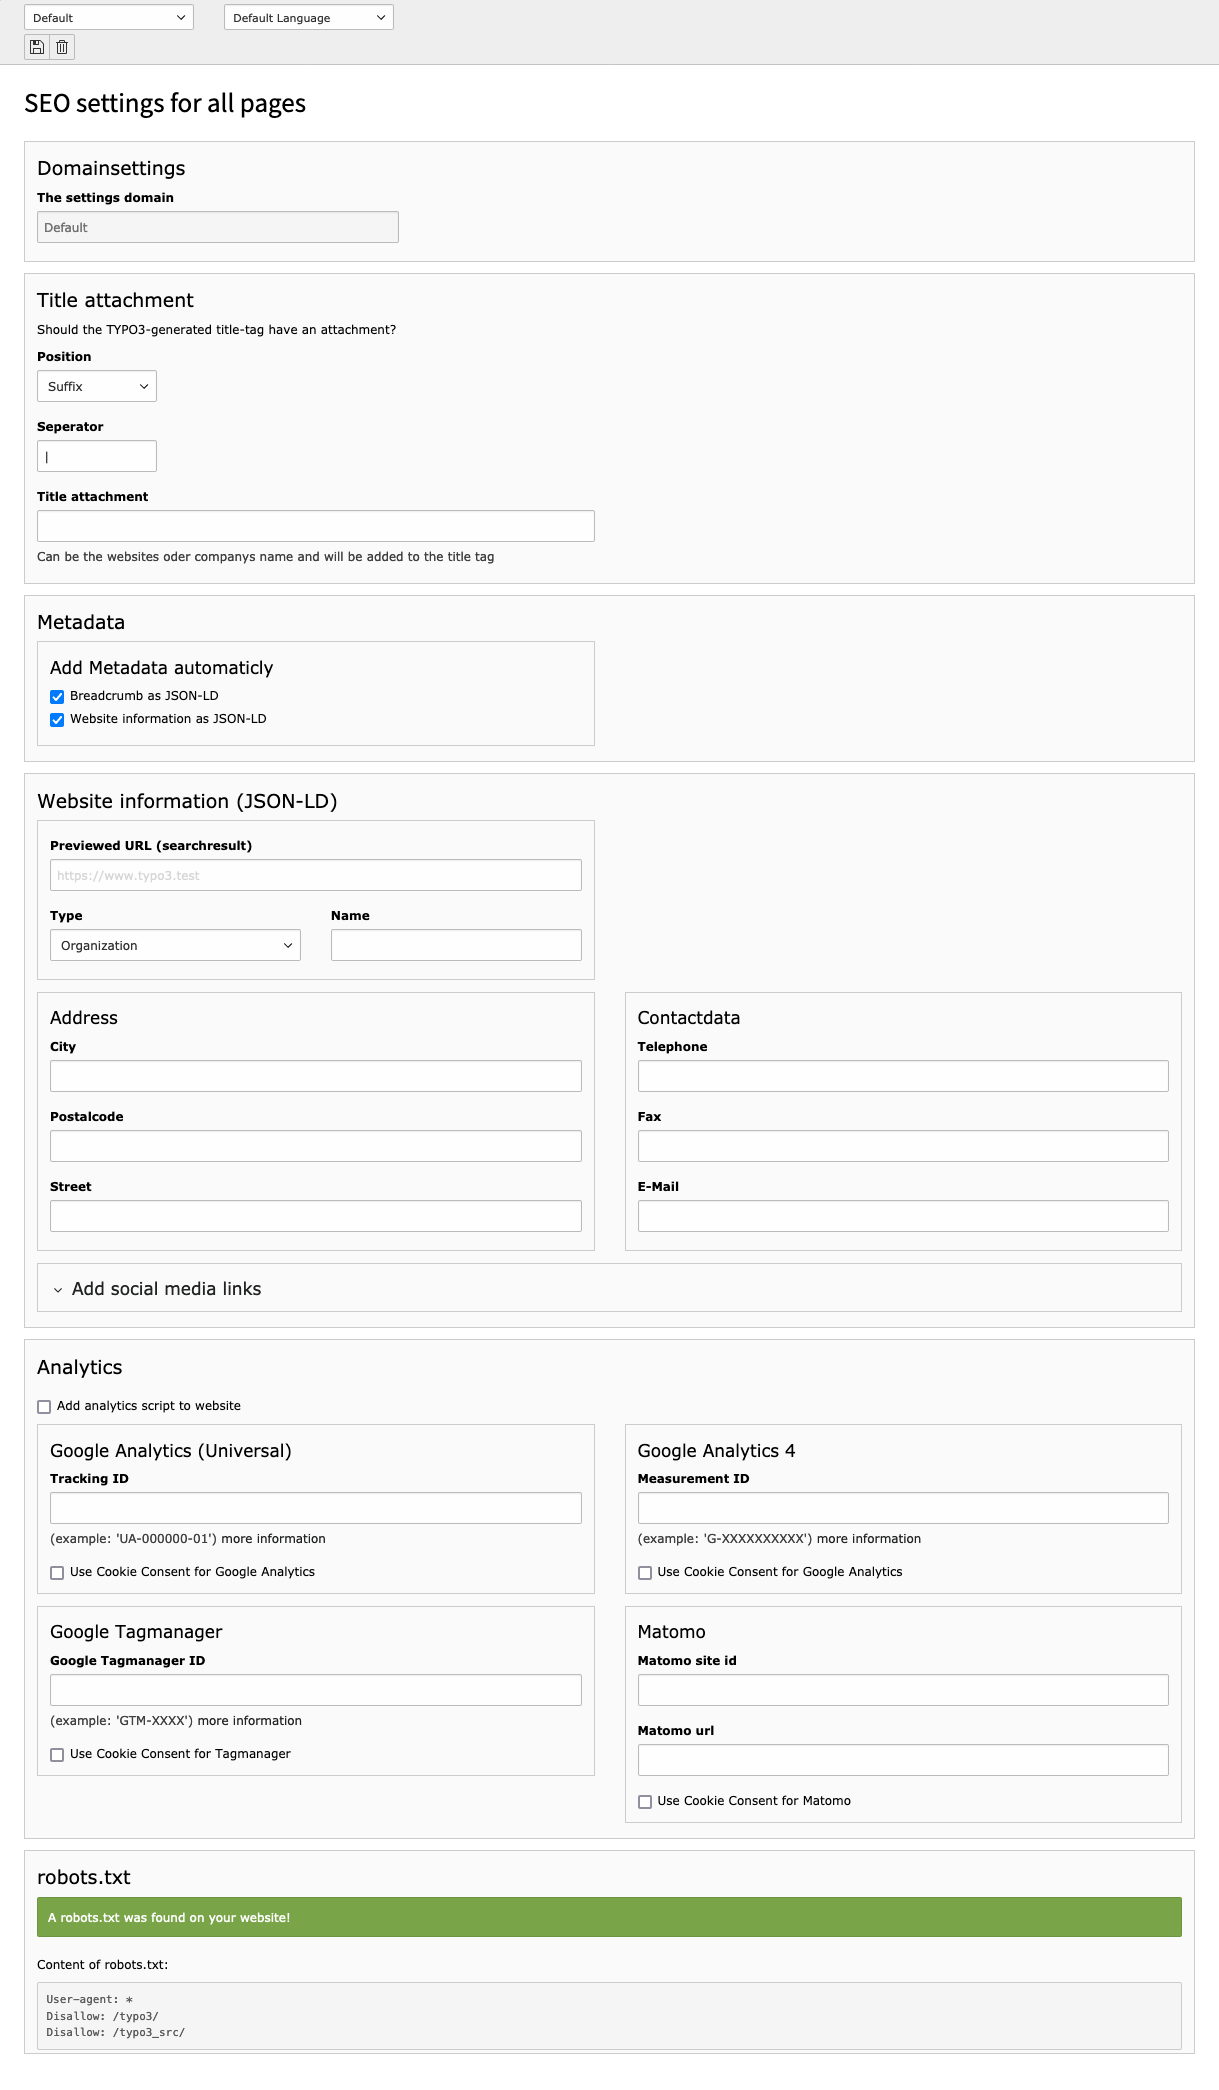 Default
Default Language
SEO settings for all pages
Domainsettings
The settings domain
Default
Title attachment
Should the TYPO3-generated title-tag have an attachment?
Position
Suffix
Seperator
|
Title attachment
Can be the websites oder companys name and will be added to the title tag
Metadata
Add Metadata automaticly
Breadcrumb as JSON-LD
Website information as JSON-LD
Website information (JSON-LD)
Previewed URL (searchresult)
https://www.typo3.test
Type
Name
Organization
Address
City
Postalcode
Street
Contactdata
Telephone
Fax
E-Mail
Add social media links
Analytics
Add analytics script to website
Google Analytics (Universal)
Tracking ID
(example: 'UA-000000-01') more information
Use Cookie Consent for Google Analytics
Google Analytics 4
Measurement ID
(example: 'G-XXXXXXXXXX') more information
Use Cookie Consent for Google Analytics
Google Tagmanager
Google Tagmanager ID
(example: 'GTM-XXXX') more information
Use Cookie Consent for Tagmanager
Matomo
Matomo site id
Matomo url
Use Cookie Consent for Matomo
robots.txt
A robots.txt was found on your website!
Content of robots.txt:
User-agent: *
Disallow: /typo3/
Disallow: /typo3_src/